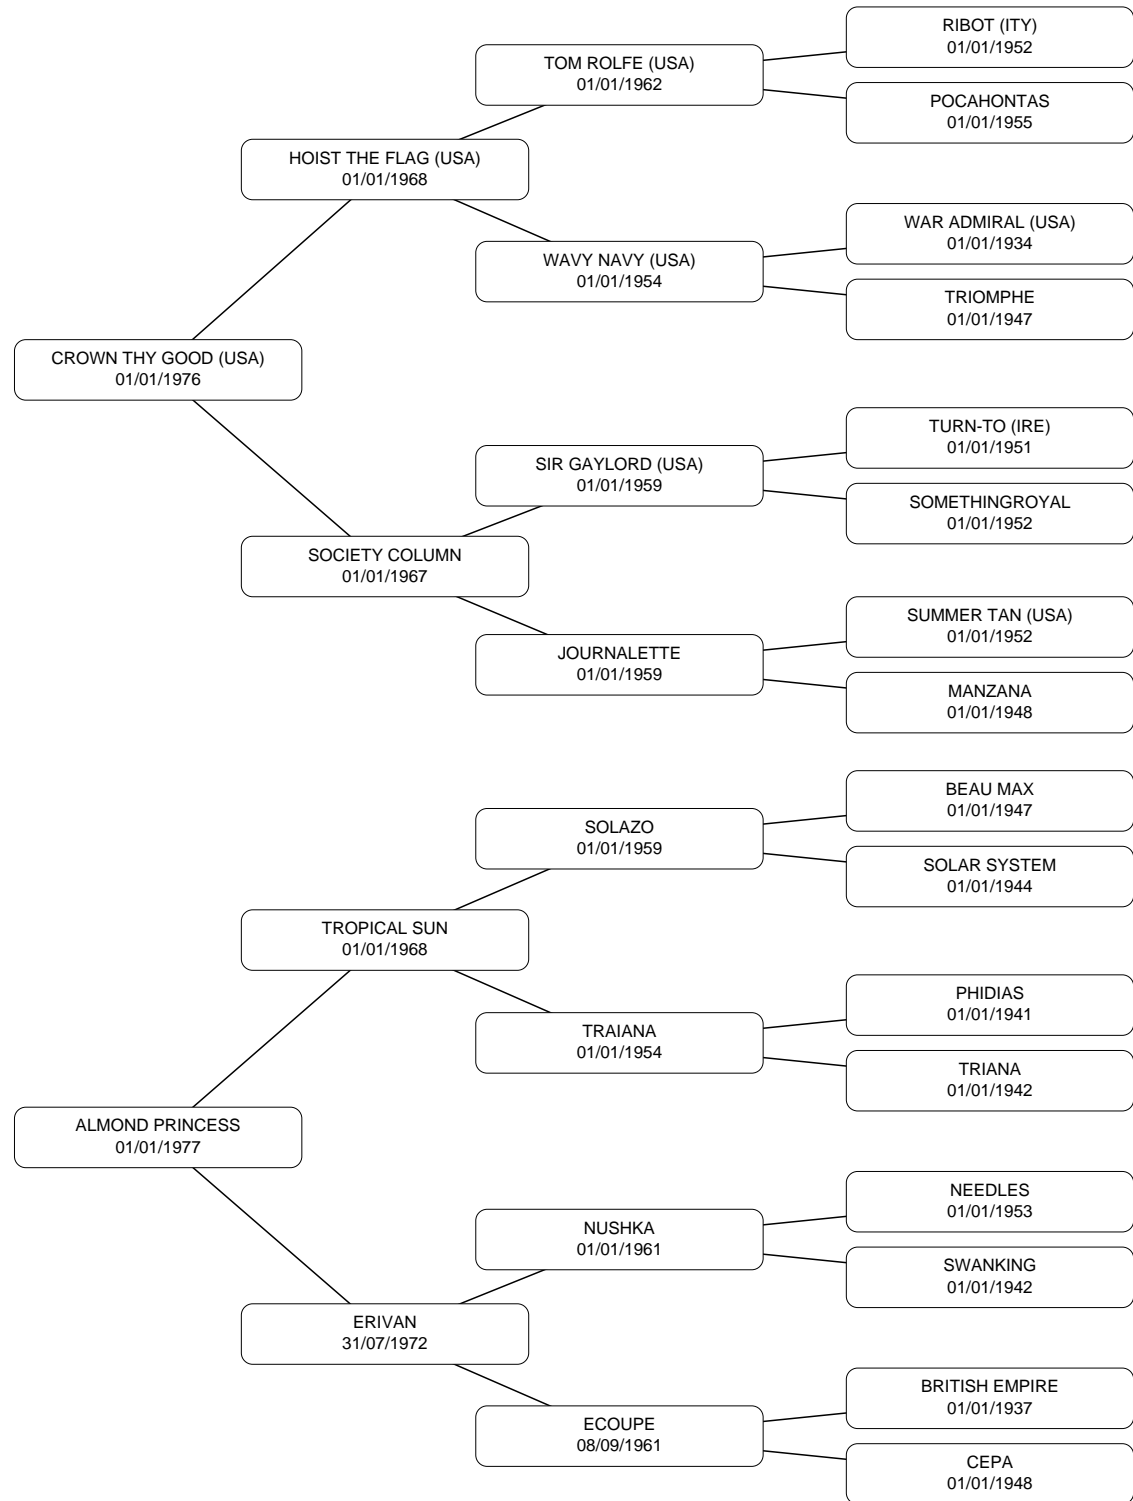 RIBOT (ITY)
01/01/1952
TOM ROLFE (USA)
01/01/1962
POCAHONTAS
01/01/1955
HOIST THE FLAG (USA)
01/01/1968
WAR ADMIRAL (USA)
01/01/1934
WAVY NAVY (USA)
01/01/1954
TRIOMPHE
01/01/1947
CROWN THY GOOD (USA)
01/01/1976
TURN-TO (IRE)
01/01/1951
SIR GAYLORD (USA)
01/01/1959
SOMETHINGROYAL
01/01/1952
SOCIETY COLUMN
01/01/1967
SUMMER TAN (USA)
01/01/1952
JOURNALETTE
01/01/1959
MANZANA
01/01/1948
BEAU MAX
01/01/1947
SOLAZO
01/01/1959
SOLAR SYSTEM
01/01/1944
TROPICAL SUN
01/01/1968
PHIDIAS
01/01/1941
TRAIANA
01/01/1954
TRIANA
01/01/1942
ALMOND PRINCESS
01/01/1977
NEEDLES
01/01/1953
NUSHKA
01/01/1961
SWANKING
01/01/1942
ERIVAN
31/07/1972
BRITISH EMPIRE
01/01/1937
ECOUPE
08/09/1961
CEPA
01/01/1948